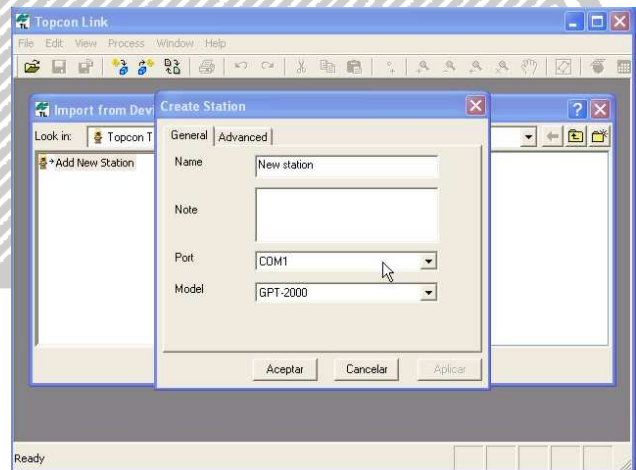 Topcon Link
File Edit View Process Window Help
Import from Dev
Create Station
Look in: Topcon T
General Advanced
Add New Station
Name New station
Note
Port COM1
Model GPT-2000
Aceptar Cancelar Aplicar
Ready